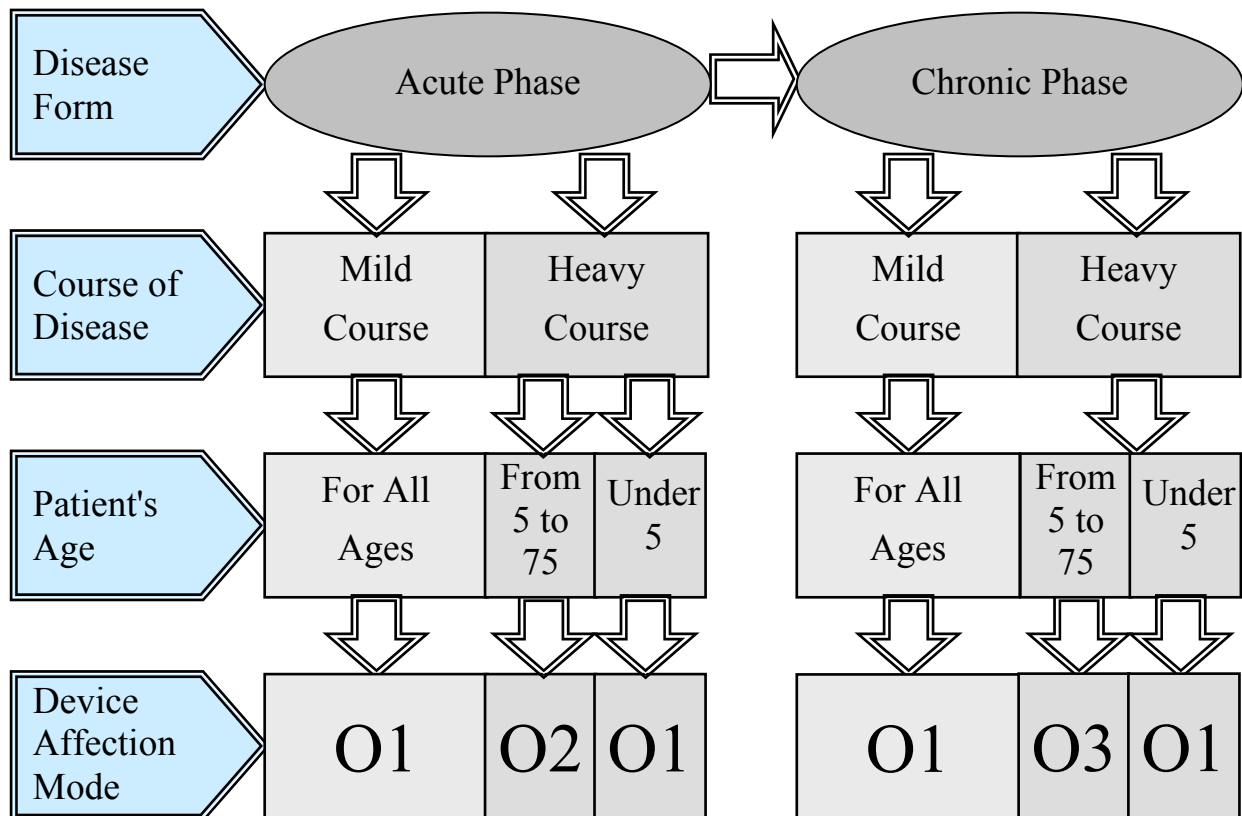 Disease
Form
Acute Phase
Chronic Phase
Course of
Disease
Mild
Course
Heavy
Course
Mild
Course
Heavy
Course
Patient's
Age
For All
Ages
From
5 to
75
Under
5
For All
Ages
From
5 to
75
Under
5
Device
Affection
Mode
O1
O2
O1
O1
O3
O1